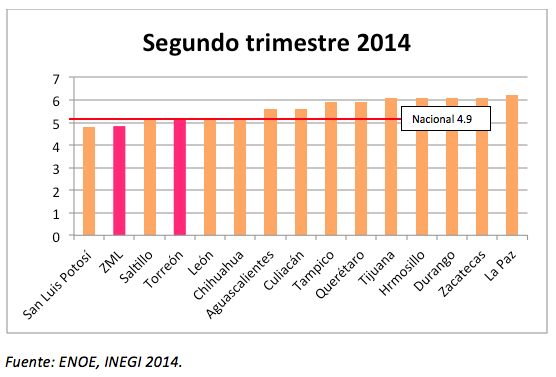 Segundo trimestre 2014
7
6
5
4
3
2
1
0
Nacional 4.9
San Luis Potosí
ZML
Saltillo
Torreón
León
Chihuahua
Aguascalientes
Culiacán
Tampico
Querétaro
Tijuana
Hrmosillo
Durango
Zacatecas
La Paz
Fuente: ENOE, INEGI 2014.